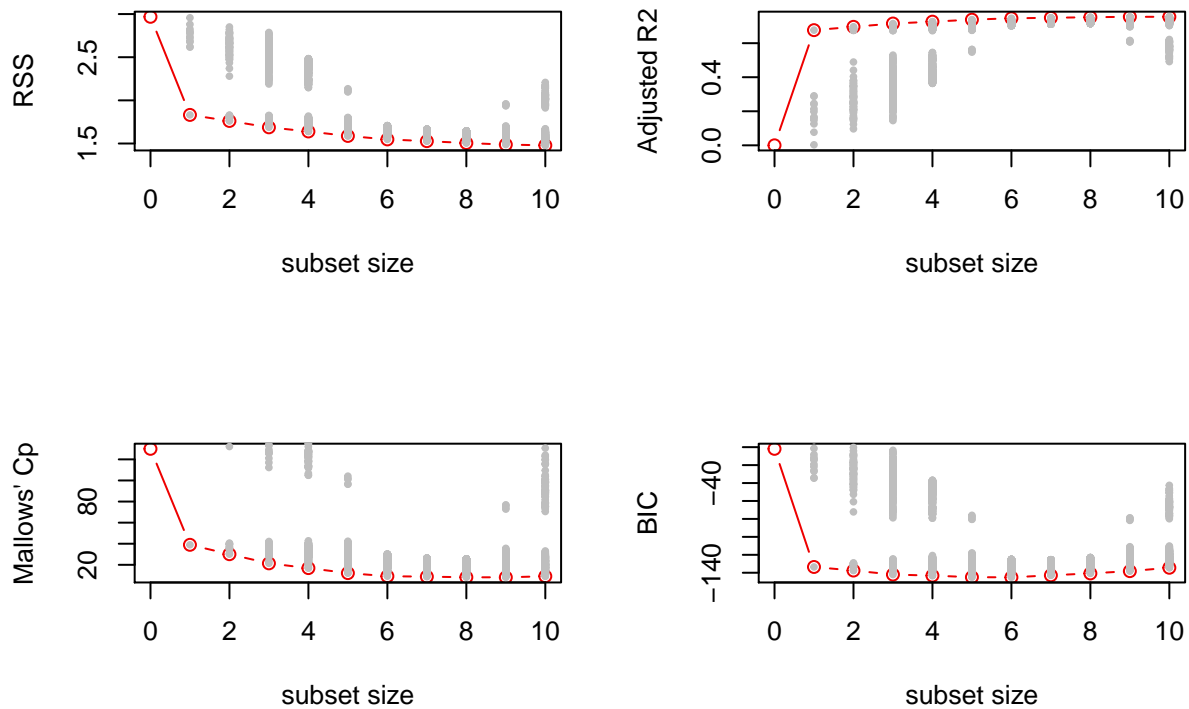 RSS
2.5
1.5
0 2 4 6 8 10
subset size
Adjusted R2
0.4
0.0
0 2 4 6 8 10
subset size
Mallows' Cp
80
20
0 2 4 6 8 10
subset size
BIC
−40
−140
0 2 4 6 8 10
subset size